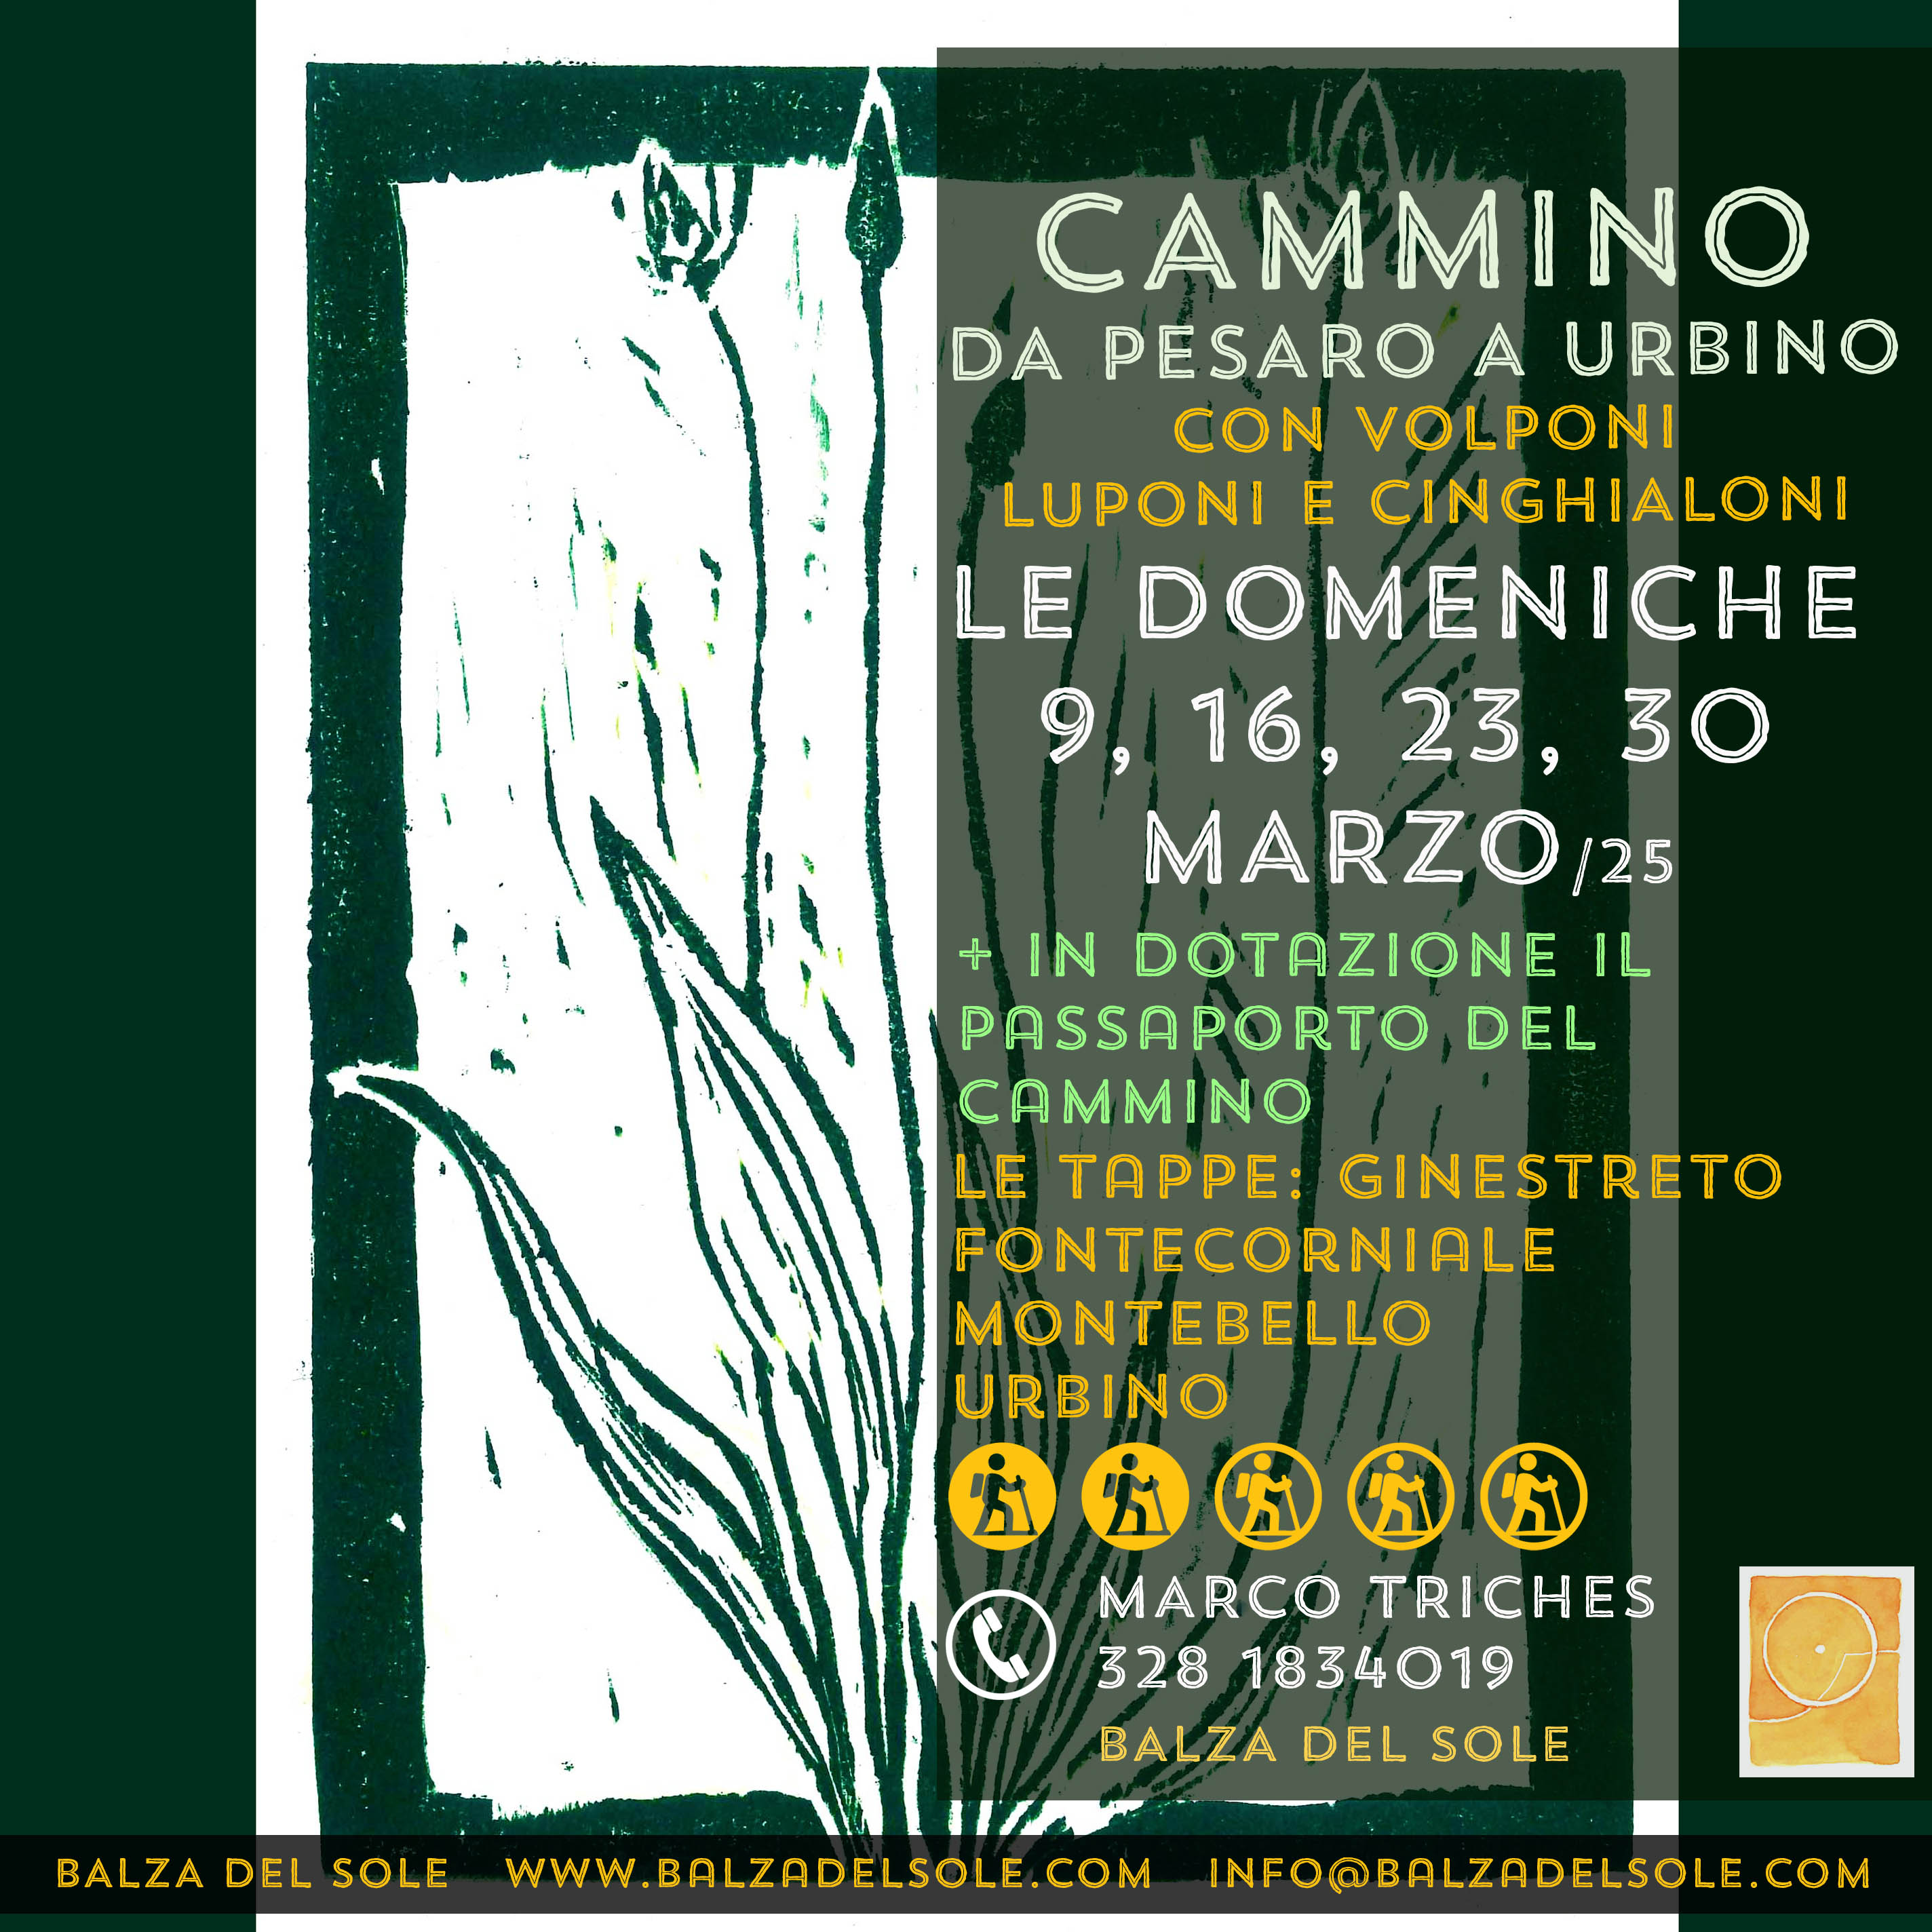 CAMMINO
DA PESARO A URBINO
CON VOLPONI
LUPONI E CINGHIALONI
LE DOMENICHE
9, 16, 23, 30
MARZO/25
+ IN DOTAZIONE IL
PASSAPORTO DEL
CAMMINO
LE TAPPE: GINESTRETO
FONTECORNIALE
MONTEBELLO
URBINO
MARCO TRICHES
328 1834019
BALZA DEL SOLE
BALZA DEL SOLE WWW.BALZADELSOLE.COM INFO@BALZADELSOLE.COM